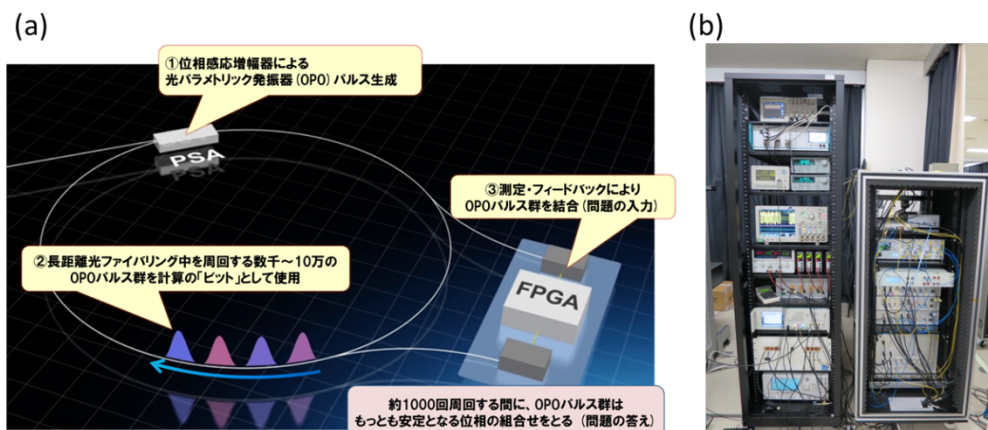 (a)
(b)
①位相感応増幅器による
光パラメトリック発振器(OPO)パルス生成
PSA
③測定・フィードバックにより
OPOパルス群を結合(問題の入力)
②長距離光ファイバリング中を周回する数千～10万の
OPOパルス群を計算の「ビット」として使用
FPGA
約1000回周回する間に、OPOパルス群は
もっとも安定となる位相の組合せをとる (問題の答え)